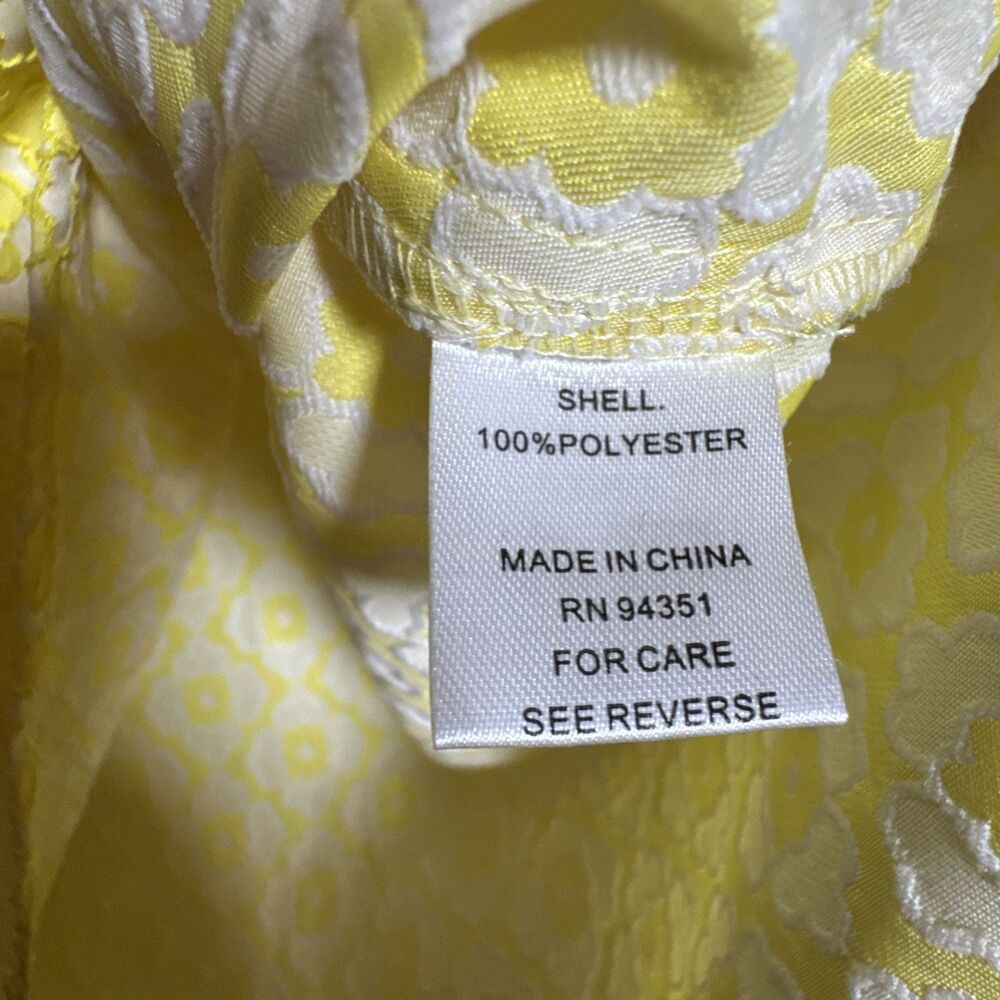 SHELL.
100%POLYESTER
MADE IN CHINA
RN 94351
FOR CARE
SEE REVERSE